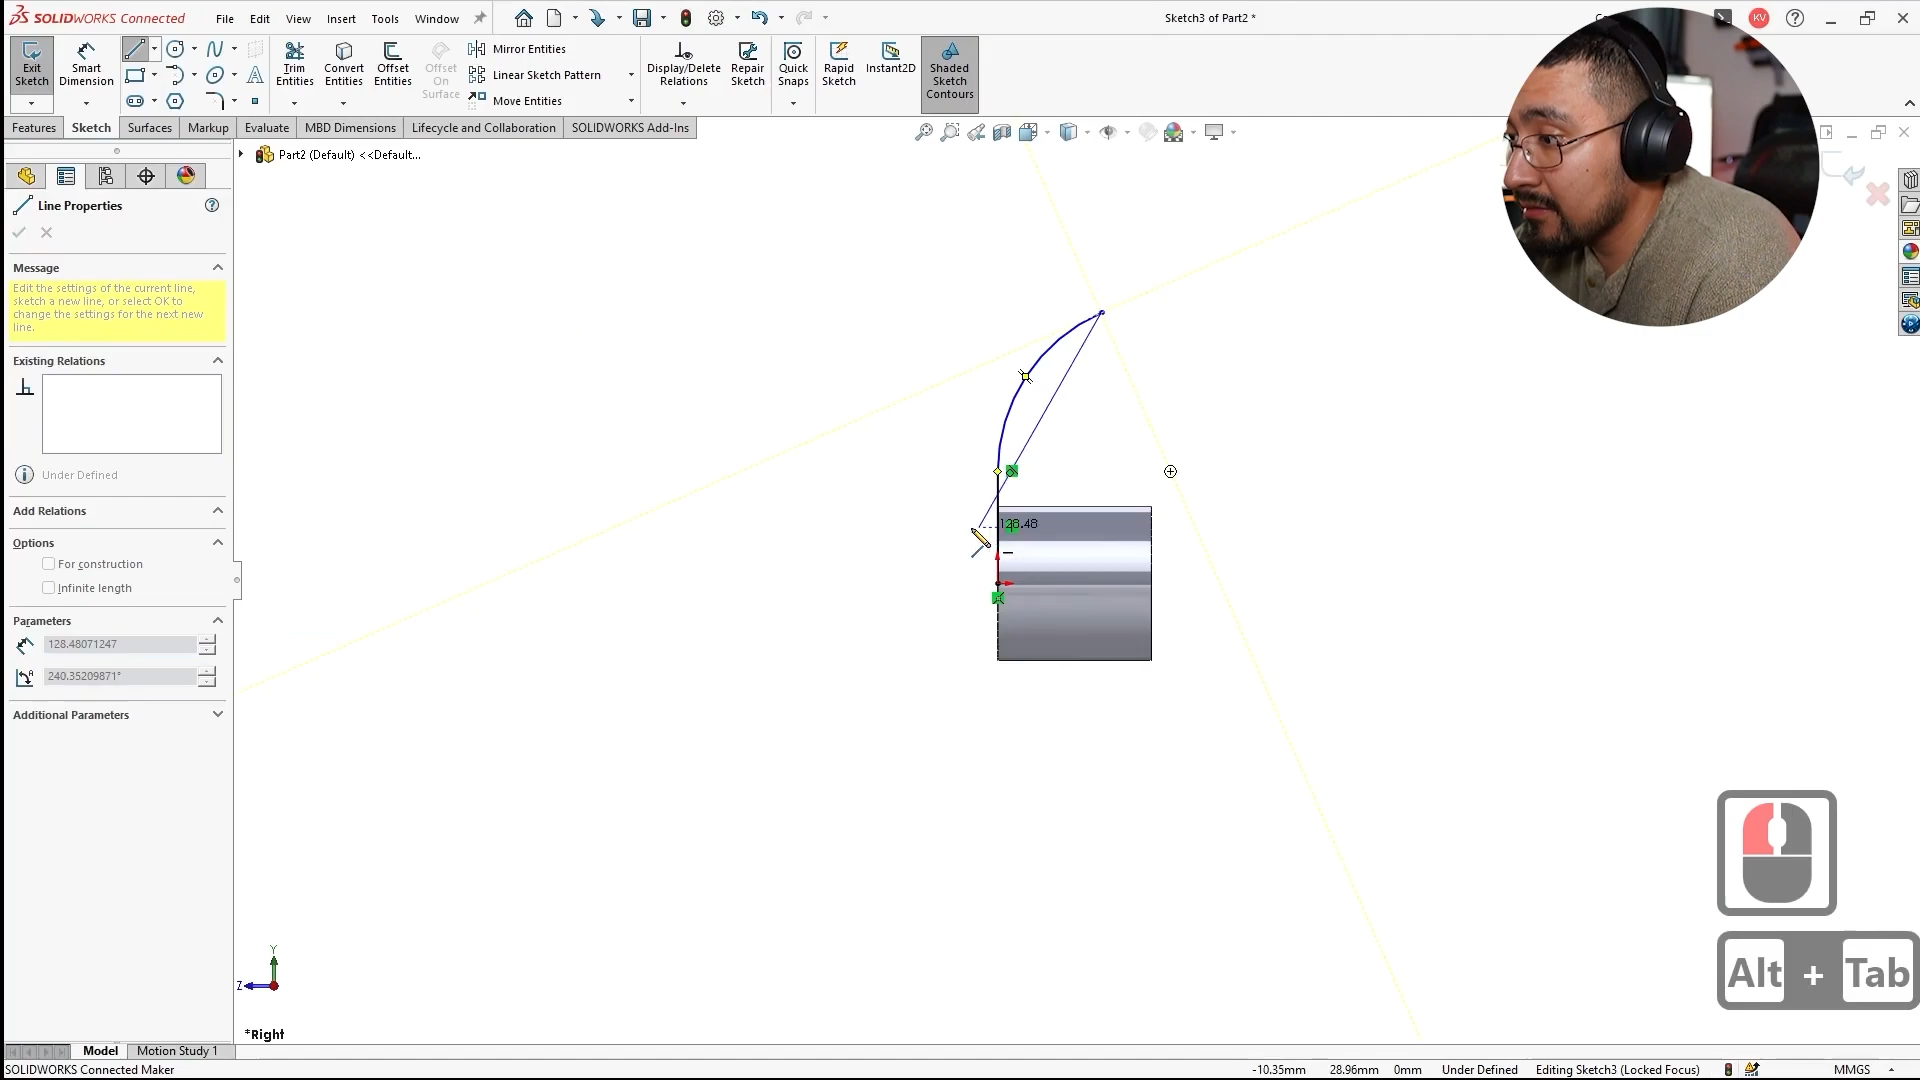 SOLIDWORKS Connected
File Edit View Insert Tools Window
Sketch3 of Part2 *
KV
Exit Sketch
Smart Dimension
Trim Entities
Convert Entities
Offset Entities
Offset On Surface
Mirror Entities
Linear Sketch Pattern
Move Entities
Display/Delete Relations
Repair Sketch
Quick Snaps
Rapid Sketch
Instant2D
Shaded Sketch Contours
Features Sketch Surfaces Markup Evaluate MBD Dimensions Lifecycle and Collaboration SOLIDWORKS Add-Ins
Part2 (Default) <<Default...
Line Properties
Message
Edit the settings of the current line,
sketch a new line, or select OK to
change the settings for the next new
line.
Existing Relations
Under Defined
Add Relations
Options
For construction
Infinite length
Parameters
128.48071247
240.35209871°
Additional Parameters
128.48
Y
Z
*Right
Alt + Tab
Model Motion Study 1
SOLIDWORKS Connected Maker
-10.35mm 28.96mm 0mm Under Defined Editing Sketch3 (Locked Focus) MMGS